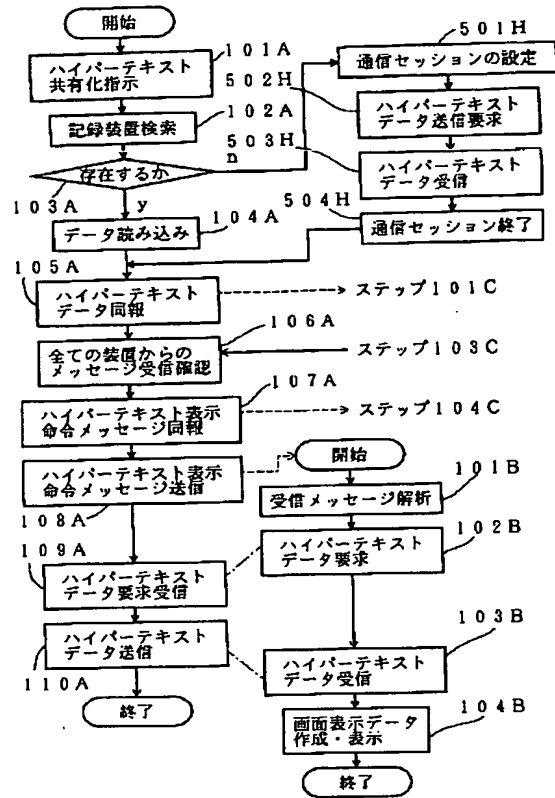 開始
101A
ハイパーテキスト
共有化指示
102A
記録装置検索
n
存在するか
103A
y
104A
データ読み込み
501H
通信セッションの設定
502H
ハイパーテキスト
データ送信要求
503H
ハイパーテキスト
データ受信
504H
通信セッション終了
105A
ハイパーテキスト
データ同報
ステップ101C
106A
全ての装置からの
メッセージ受信確認
ステップ103C
107A
ハイパーテキスト表示
命令メッセージ同報
ステップ104C
ハイパーテキスト表示
命令メッセージ送信
108A
109A
ハイパーテキスト
データ要求受信
ハイパーテキスト
データ送信
110A
終了
開始
101B
受信メッセージ解析
102B
ハイパーテキスト
データ要求
103B
ハイパーテキスト
データ受信
104B
画面表示データ
作成・表示
終了